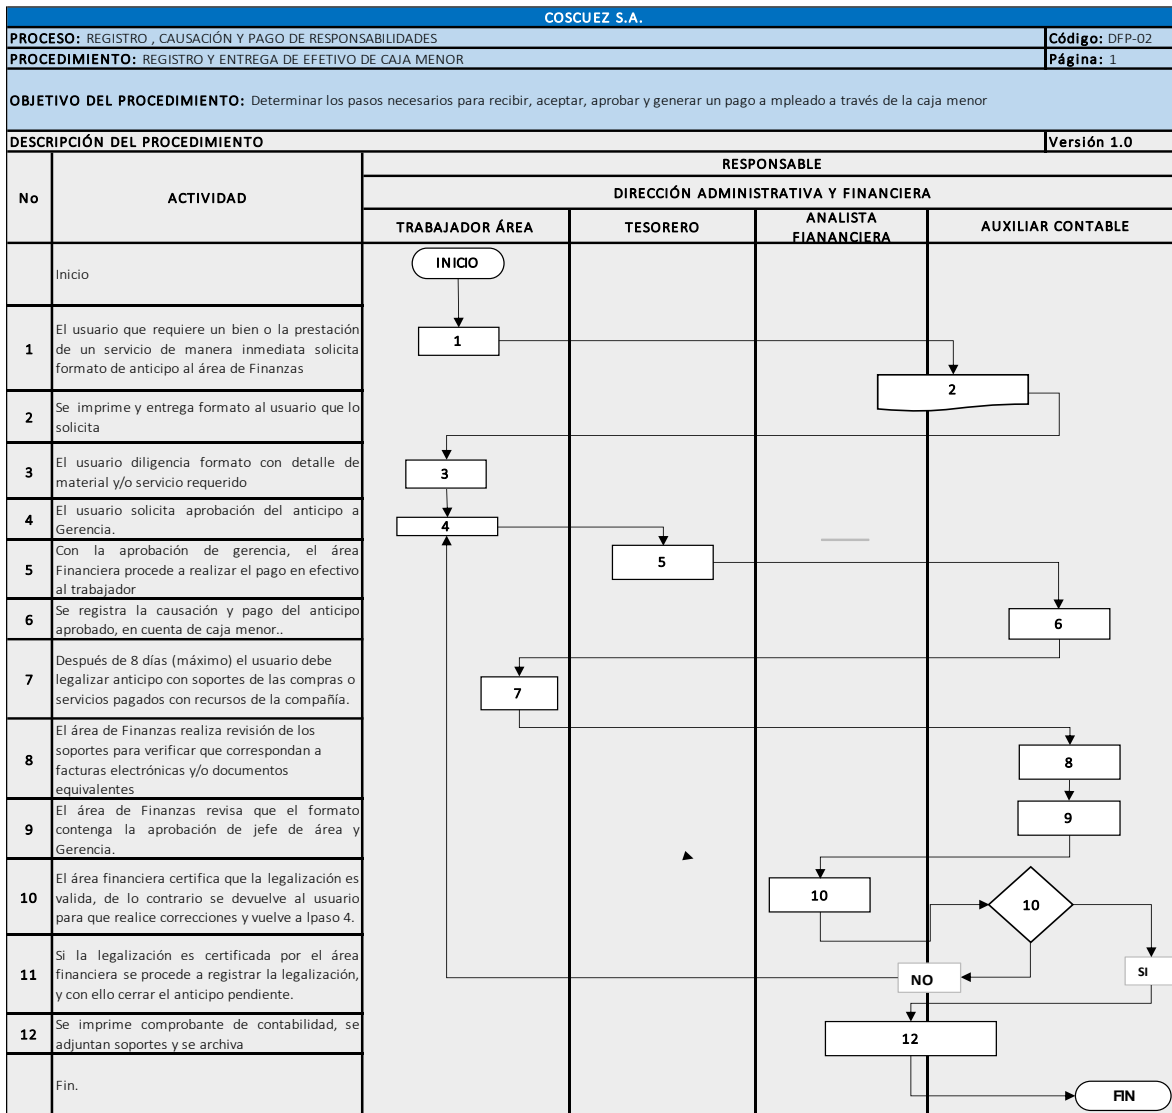 COSCUEZ S.A.
PROCESO: REGISTRO , CAUSACIÓN Y PAGO DE RESPONSABILIDADES
Código: DFP-02
PROCEDIMIENTO: REGISTRO Y ENTREGA DE EFETIVO DE CAJA MENOR
Página: 1
OBJETIVO DEL PROCEDIMIENTO: Determinar los pasos necesarios para recibir, aceptar, aprobar y generar un pago a mpleado a través de la caja menor
DESCRIPCIÓN DEL PROCEDIMIENTO
Versión 1.0
No
ACTIVIDAD
RESPONSABLE
DIRECCIÓN ADMINISTRATIVA Y FINANCIERA
TRABAJADOR ÁREA
TESORERO
ANALISTA
FIANANCIERA
AUXILIAR CONTABLE
Inicio
INICIO
1
El usuario que requiere un bien o la prestación
de un servicio de manera inmediata solicita
formato de anticipo al área de Finanzas
1
2
Se imprime y entrega formato al usuario que lo
solicita
2
3
El usuario diligencia formato con detalle de
material y/o servicio requerido
3
4
El usuario solicita aprobación del anticipo a
Gerencia.
4
5
Con la aprobación de gerencia, el área
Financiera procede a realizar el pago en efectivo
al trabajador
5
6
Se registra la causación y pago del anticipo
aprobado, en cuenta de caja menor..
6
7
Después de 8 días (máximo) el usuario debe
legalizar anticipo con soportes de las compras o
servicios pagados con recursos de la compañía.
7
8
El área de Finanzas realiza revisión de los
soportes para verificar que correspondan a
facturas electrónicas y/o documentos
equivalentes
8
9
El área de Finanzas revisa que el formato
contenga la aprobación de jefe de área y
Gerencia.
9
10
El área financiera certifica que la legalización es
valida, de lo contrario se devuelve al usuario
para que realice correcciones y vuelve a lpaso 4.
10
10
11
Si la legalización es certificada por el área
financiera se procede a registrar la legalización,
y con ello cerrar el anticipo pendiente.
NO
SI
12
Se imprime comprobante de contabilidad, se
adjuntan soportes y se archiva
12
Fin.
FIN